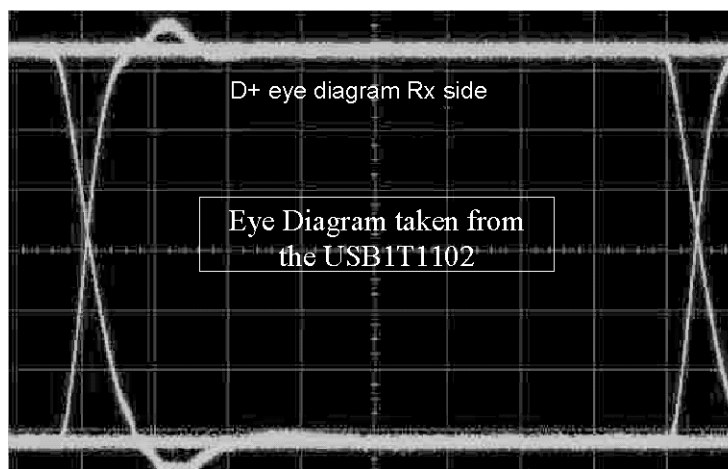 D+ eye diagram Rx side
Eye Diagram taken from
the USB1T1102